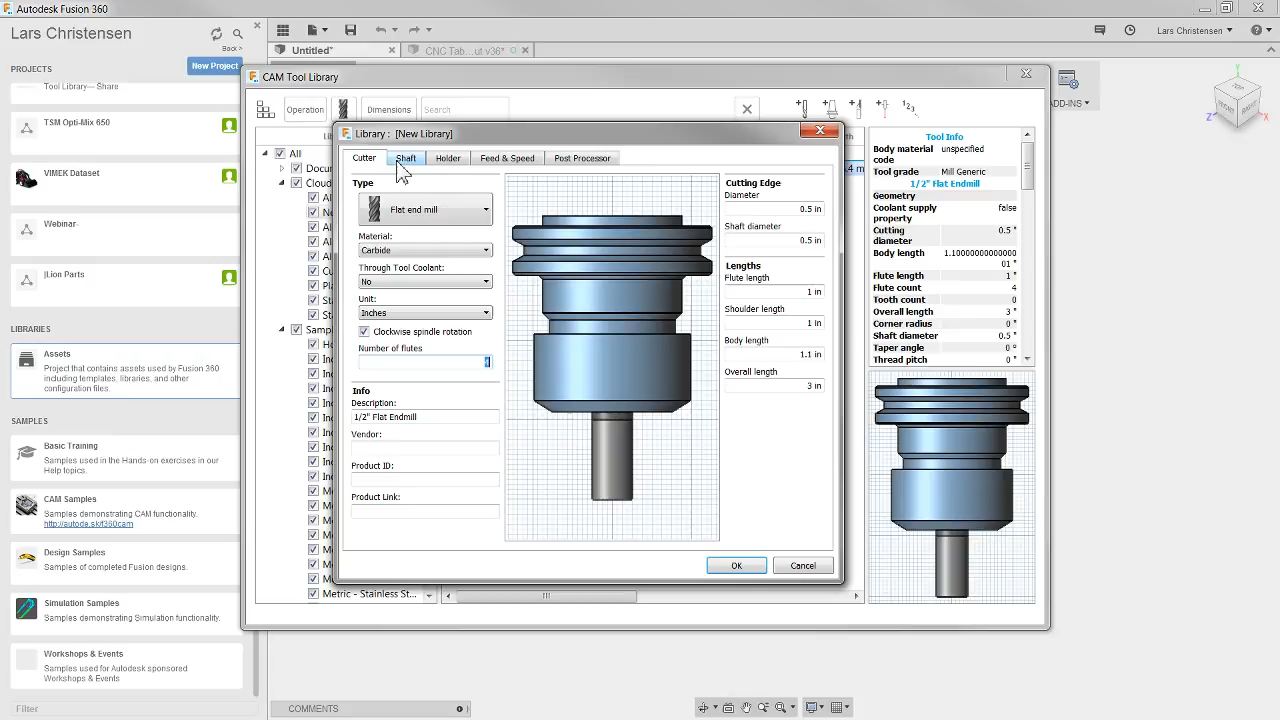 Autodesk Fusion 360
Lars Christensen
Back >
PROJECTS
New Project
Tool Library— Share
TSM Opti-Mix 650
VIMEK Dataset
Webinar-
|Lion Parts
LIBRARIES
Assets
Project that contains assets used by Fusion 360
including templates, libraries, and other
configuration files.
SAMPLES
Basic Training
Samples used in the Hands-on exercises in our
Help topics.
CAM Samples
Samples demonstrating CAM functionality.
http://autode.sk/f360cam
Design Samples
Samples of completed Fusion designs.
Simulation Samples
Samples demonstrating Simulation functionality.
Workshops & Events
Samples used for Autodesk sponsored
Workshops & Events
Filter
Untitled*
CNC Tab...ut v36*
Lars Christensen
ADD-INS
TOP
FRONT
RIGHT
Z
Y
X
CAM Tool Library
Operation
Dimensions
Search
All
Docu
Cloud
Samp
Metric - Stainless St...
Library : [New Library]
Cutter
Shaft
Holder
Feed & Speed
Post Processor
Type
Flat end mill
Material:
Carbide
Through Tool Coolant:
No
Unit:
Inches
Clockwise spindle rotation
Number of flutes
Info
Description:
1/2" Flat Endmill
Vendor:
Product ID:
Product Link:
Cutting Edge
Diameter
0.5 in
Shaft diameter
0.5 in
Lengths
Flute length
1 in
Shoulder length
1 in
Body length
1.1 in
Overall length
3 in
OK
Cancel
.4 m
Tool Info
Body material code unspecified
Tool grade Mill Generic
1/2" Flat Endmill
Geometry
Coolant supply property false
Cutting diameter 0.5 "
Body length 1.1000000000000001 "
Flute length 1 "
Flute count 4
Tooth count 0
Overall length 3 "
Corner radius 0 "
Shaft diameter 0.5 "
Taper angle 0 °
Thread pitch 0 "
COMMENTS